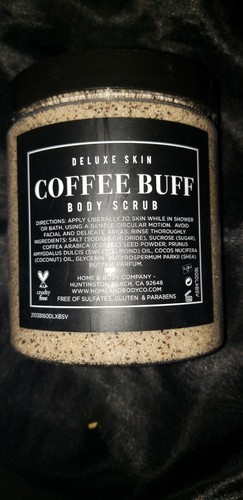 DELUXE SKIN
COFFEE BUFF
BODY SCRUB
DIRECTIONS: APPLY LIBERALLY TO SKIN WHILE IN SHOWER
OR BATH, USING A GENTLE CIRCULAR MOTION. AVOID
FACIAL AND DELICATE AREAS. RINSE THOROUGHLY.
INGREDIENTS: SALT (SODIUM CHLORIDE), SUCROSE (SUGAR),
COFFEA ARABICA (COFFEE) SEED POWDER, PRUNUS
AMYGDALUS DULCIS (SWEET ALMOND) OIL, COCOS NUCIFERA
(COCONUT) OIL, GLYCERIN, BUTYROSPERMUM PARKII (SHEA)
BUTTER, PARFUM.
HOME & BODY COMPANY -
HUNTINGTON BEACH, CA 92648
WWW.HOMEANDBODYCO.COM
FREE OF SULFATES, GLUTEN & PARABENS
cruelty
free
21038160DLXBSV